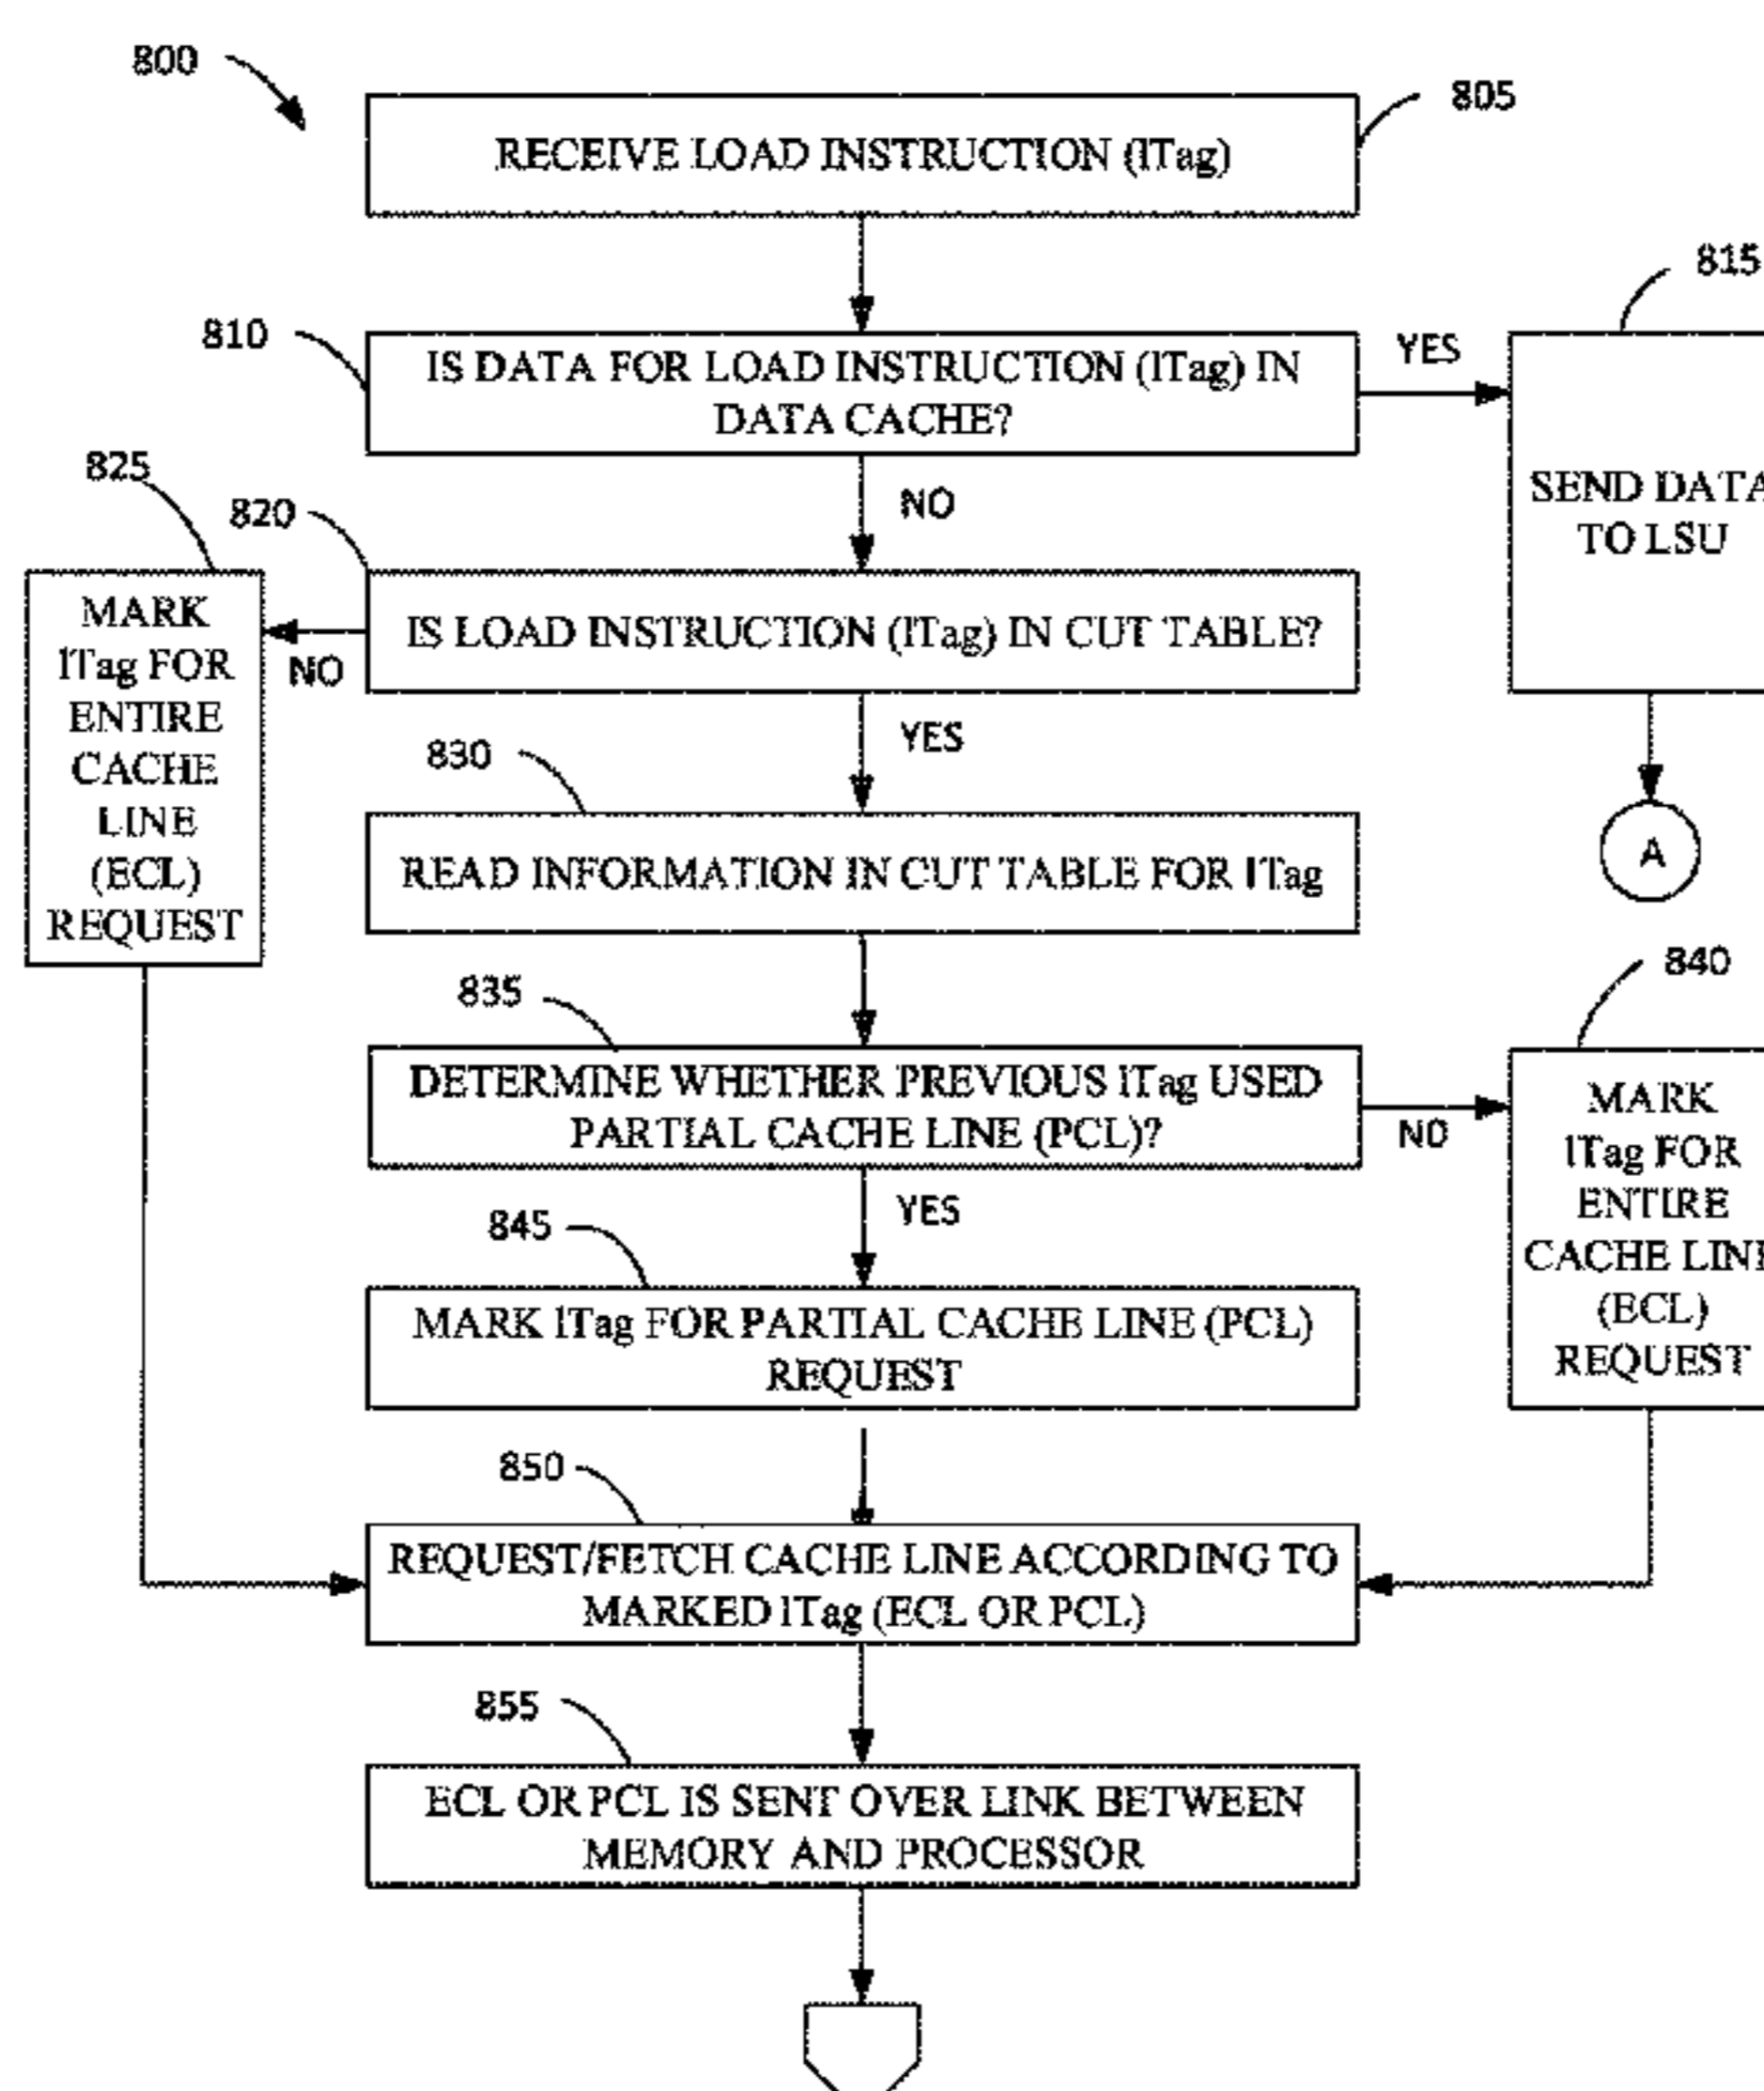 800
805
RECEIVE LOAD INSTRUCTION (ITag)
815
810
IS DATA FOR LOAD INSTRUCTION (ITag) IN
DATA CACHE?
YES
SEND DATA
TO LSU
A
NO
825
820
IS LOAD INSTRUCTION (ITag) IN CUT TABLE?
NO
MARK
ITag FOR
ENTIRE
CACHE
LINE
(ECL)
REQUEST
YES
830
READ INFORMATION IN CUT TABLE FOR ITag
835
840
DETERMINE WHETHER PREVIOUS ITag USED
PARTIAL CACHE LINE (PCL)?
NO
MARK
ITag FOR
ENTIRE
CACHE LINE
(ECL)
REQUEST
YES
845
MARK ITag FOR PARTIAL CACHE LINE (PCL)
REQUEST
850
REQUEST/FETCH CACHE LINE ACCORDING TO
MARKED ITag (ECL OR PCL)
855
ECL OR PCL IS SENT OVER LINK BETWEEN
MEMORY AND PROCESSOR